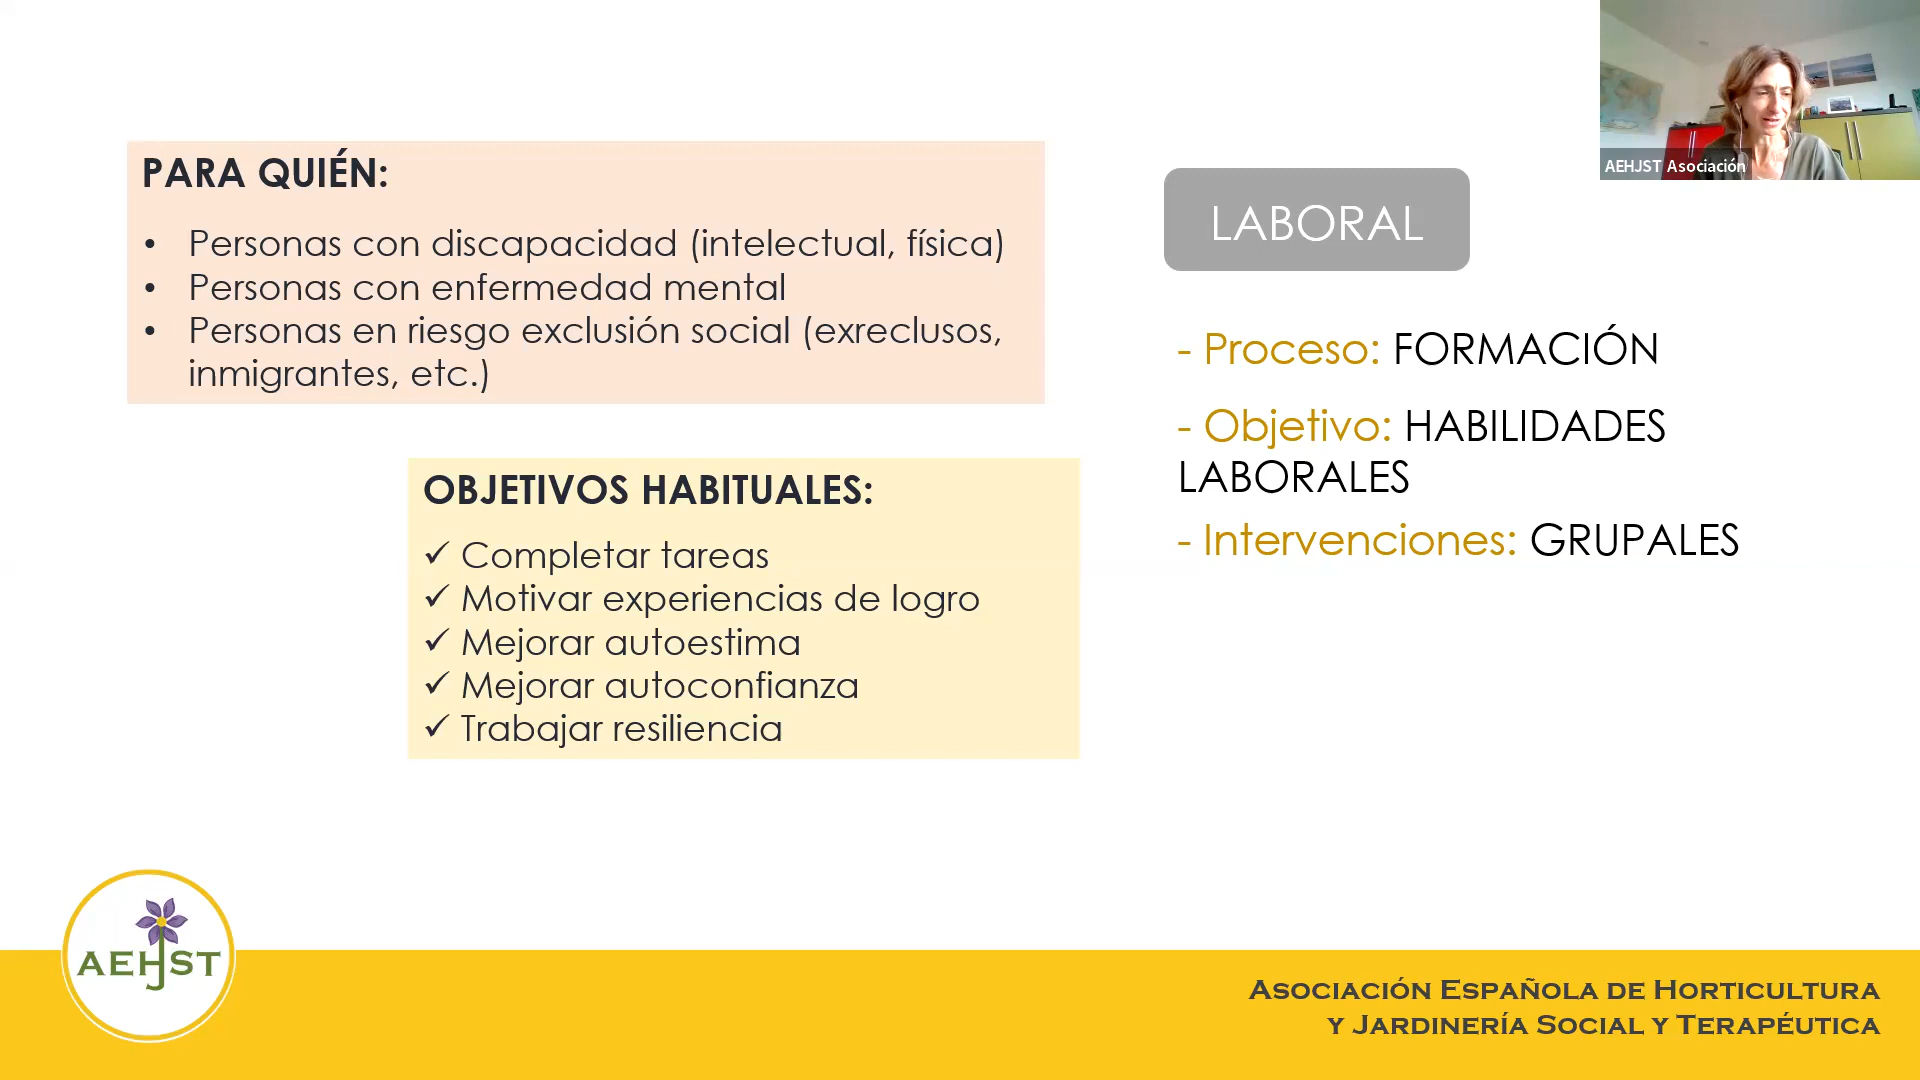 PARA QUIÉN:
• Personas con discapacidad (intelectual, física)
• Personas con enfermedad mental
• Personas en riesgo exclusión social (exreclusos,
inmigrantes, etc.)
OBJETIVOS HABITUALES:
✓ Completar tareas
✓ Motivar experiencias de logro
✓ Mejorar autoestima
✓ Mejorar autoconfianza
✓ Trabajar resiliencia
LABORAL
- Proceso: FORMACIÓN
- Objetivo: HABILIDADES
LABORALES
- Intervenciones: GRUPALES
AEHJST Asociación
AEHJST
ASOCIACIÓN ESPAÑOLA DE HORTICULTURA
Y JARDINERÍA SOCIAL Y TERAPÉUTICA